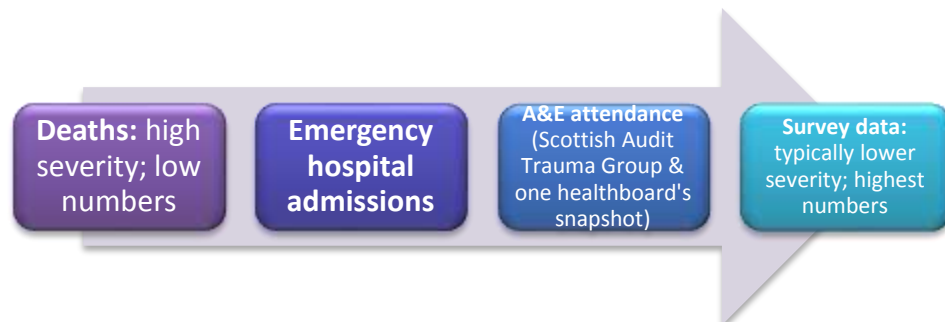 Deaths: high
severity; low
numbers
Emergency
hospital
admissions
A&E attendance
(Scottish Audit
Trauma Group &
one healthboard's
snapshot)
Survey data:
typically lower
severity; highest
numbers